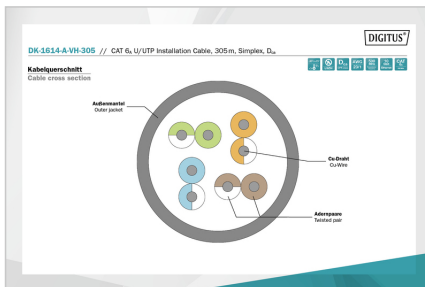 DIGITUS®
DK-1614-A-VH-305 // CAT 6A U/UTP Installation Cable, 305 m, Simplex, Dca
Kabelquerschnitt
Cable cross section
Außenmantel
Outer jacket
Cu-Draht
Cu-Wire
Adernpaare
Twisted pair